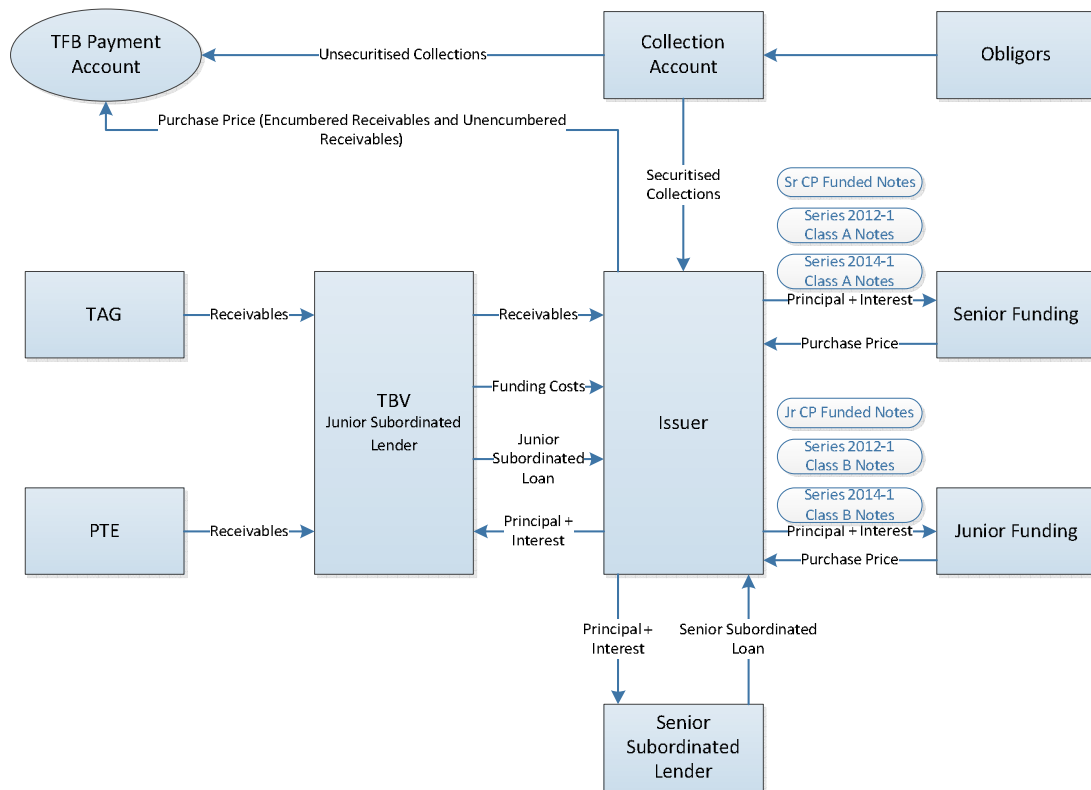 TFB Payment
Account
Unsecuritised Collections
Collection
Account
Obligors
Purchase Price (Encumbered Receivables and Unencumbered
Receivables)
Securitised
Collections
Sr CP Funded Notes
Series 2012-1
Class A Notes
Series 2014-1
Class A Notes
TAG
Receivables
TBV
Junior Subordinated
Lender
Receivables
Funding Costs
Junior
Subordinated
Loan
Principal +
Interest
Issuer
Principal + Interest
Purchase Price
Senior Funding
Jr CP Funded Notes
Series 2012-1
Class B Notes
Series 2014-1
Class B Notes
PTE
Receivables
Principal + Interest
Purchase Price
Junior Funding
Principal +
Interest
Senior Subordinated
Loan
Senior
Subordinated
Lender